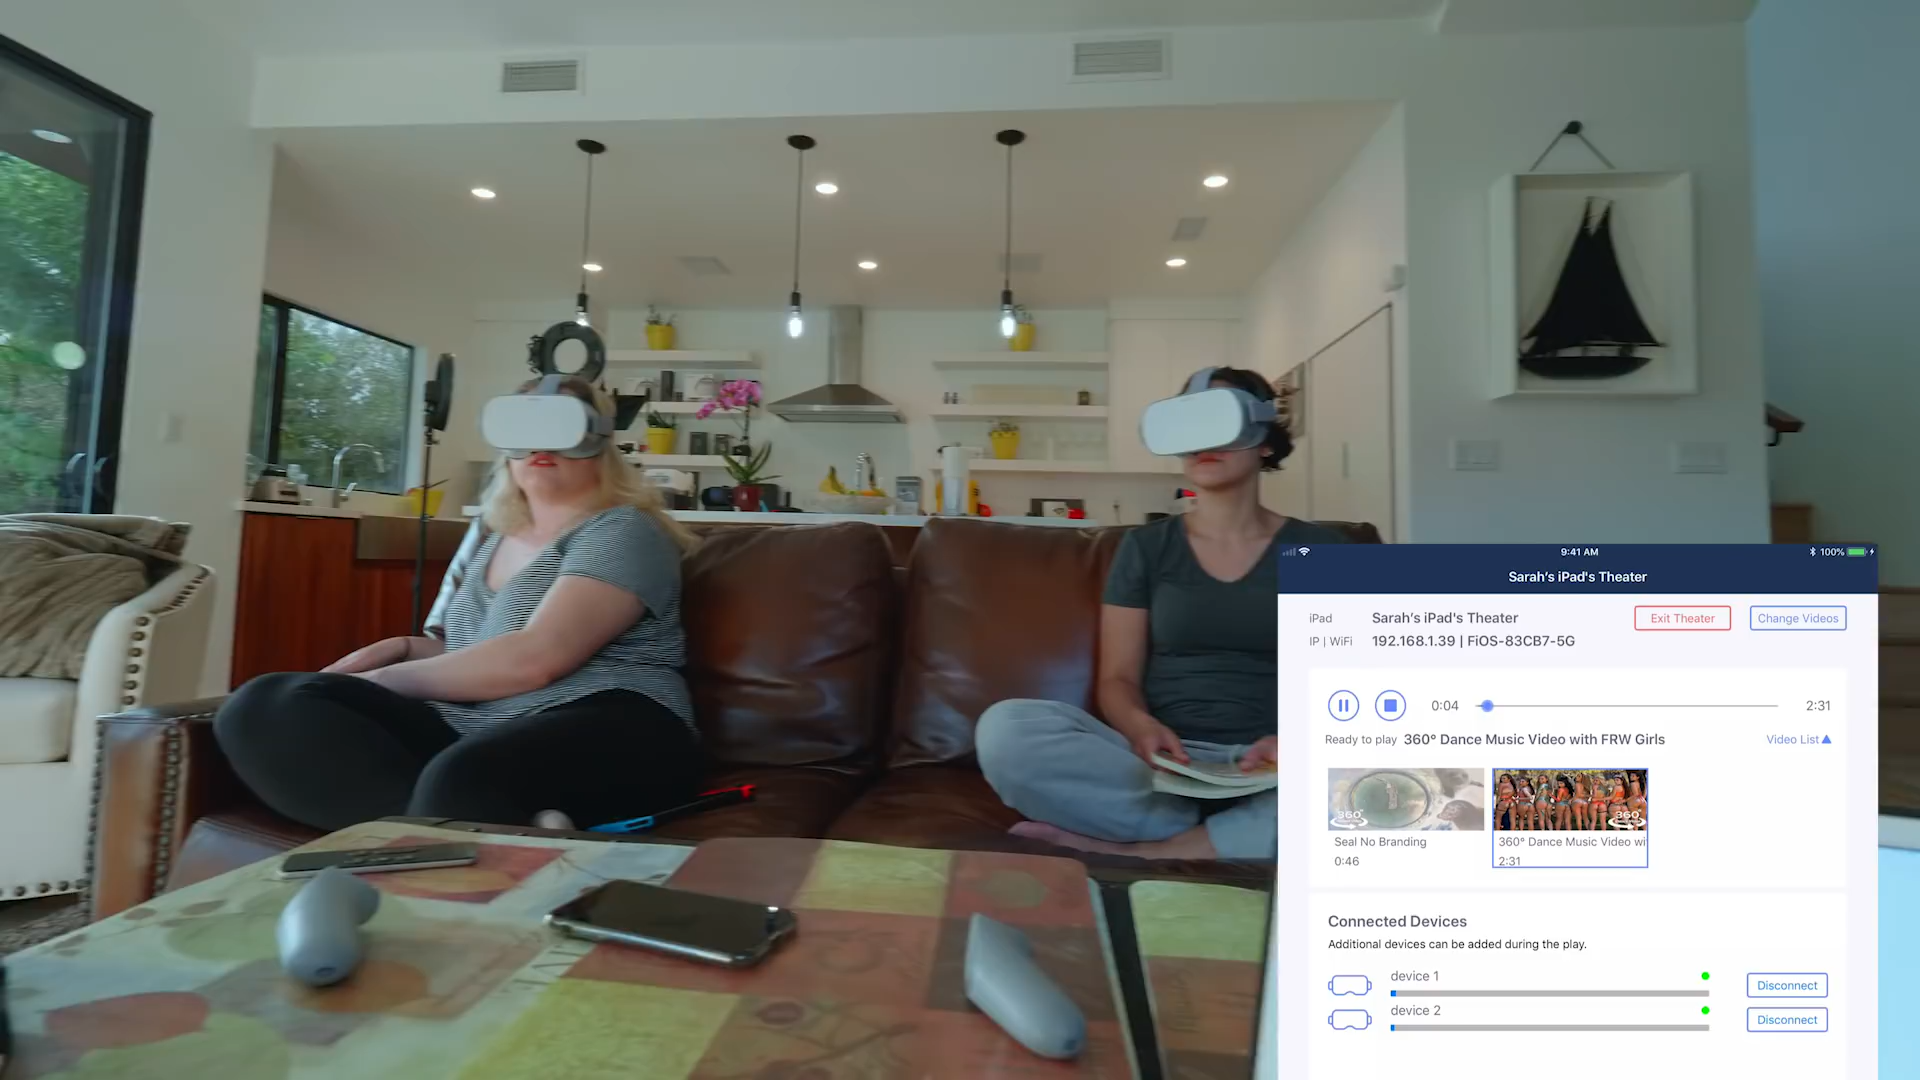 9:41 AM
100%
Sarah's iPad's Theater
iPad Sarah's iPad's Theater Exit Theater Change Videos
IP | WiFi 192.168.1.39 | FiOS-83CB7-5G
0:04 2:31
Ready to play 360° Dance Music Video with FRW Girls Video List
360°
360°
Seal No Branding
0:46
360° Dance Music Video wi
2:31
Connected Devices
Additional devices can be added during the play.
device 1 Disconnect
device 2 Disconnect